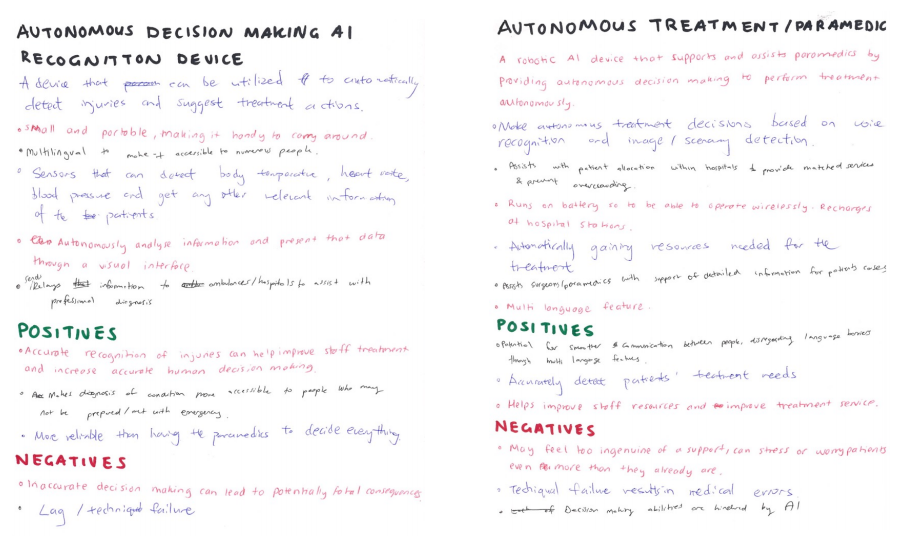 AUTONOMOUS DECISION MAKING AI
RECOGNITION DEVICE
A device that can be utilized to automatically
detect injuries and suggest treatment actions.
• Small and portable, making it handy to carry around.
• Multilingual to make it accessible to numerous people.
• Sensors that can detect body temperature, heart rate,
blood pressure and get any other relevant information
of the patients
• Autonomously analyse information and present that data
through a visual interface
• Sends/Relays information to ambulances/hospitals to assist with
professional diagnosis
POSITIVES
• Accurate recognition of injuries can help improve staff treatment
and increase accurate human decision making.
• Makes diagnosis of condition more accessible to people who may
not be prepared/met with emergency.
• More reliable than having the paramedics to decide everything.
NEGATIVES
• Inaccurate decision making can lead to potentially fatal consequences
• Lag / technique failure
AUTONOMOUS TREATMENT/PARAMEDIC
A robotic AI device that supports and assists paramedics by
providing autonomous decision making to perform treatment
autonomously.
• Make autonomous treatment decisions based on voice
recognition and image / scenary detection.
• Assists with patient allocation within hospitals to provide matched services
& prevent overcrowding.
• Runs on battery so to be able to operate wirelessly. Recharges
at hospital stations.
• Automatically gaining resources needed for the
treatment
• Assists surgeons/paramedics with support of detailed information for patients cases
• Multi language feature.
POSITIVES
• Potential for smoother communication between people, disregarding language barriers
though multi language features.
• Accurately detect patients' treatment needs
• Helps improve staff resources and improve treatment service.
NEGATIVES
• May feel too ingenuine of a support, can stress or worry patients
even more than they already are.
• Techiqual failure results in medical errors
• Decision making abilities are hindered by AI